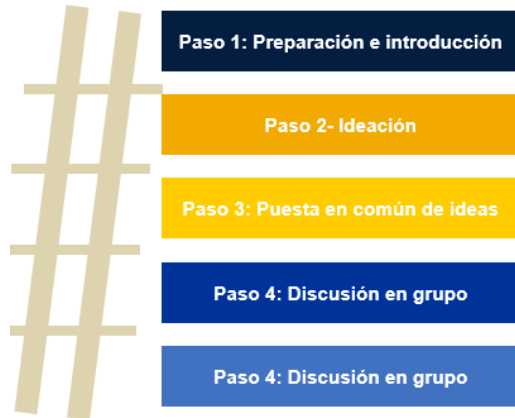 Paso 1: Preparación e introducción
Paso 2- Ideación
Paso 3: Puesta en común de ideas
Paso 4: Discusión en grupo
Paso 4: Discusión en grupo